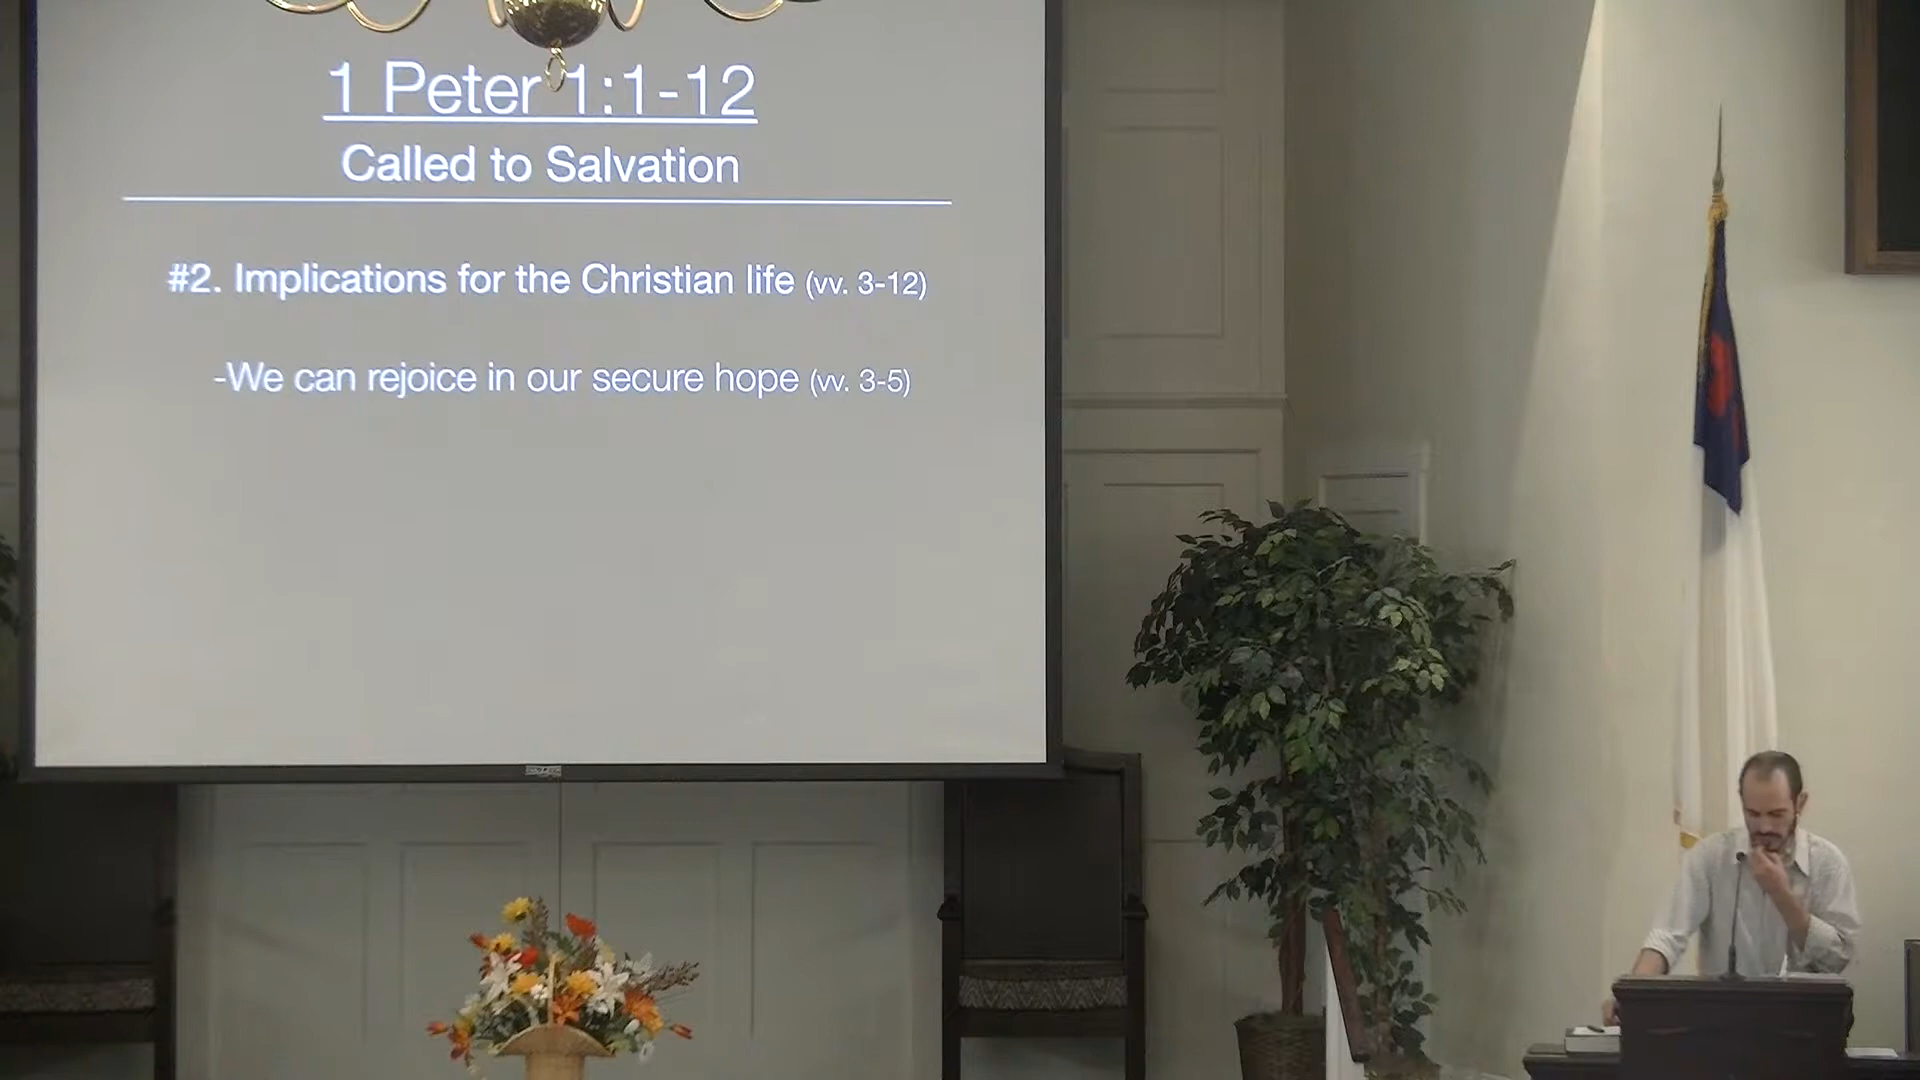 1 Peter 1:1-12
Called to Salvation
#2. Implications for the Christian life (vv. 3-12)
-We can rejoice in our secure hope (vv. 3-5)